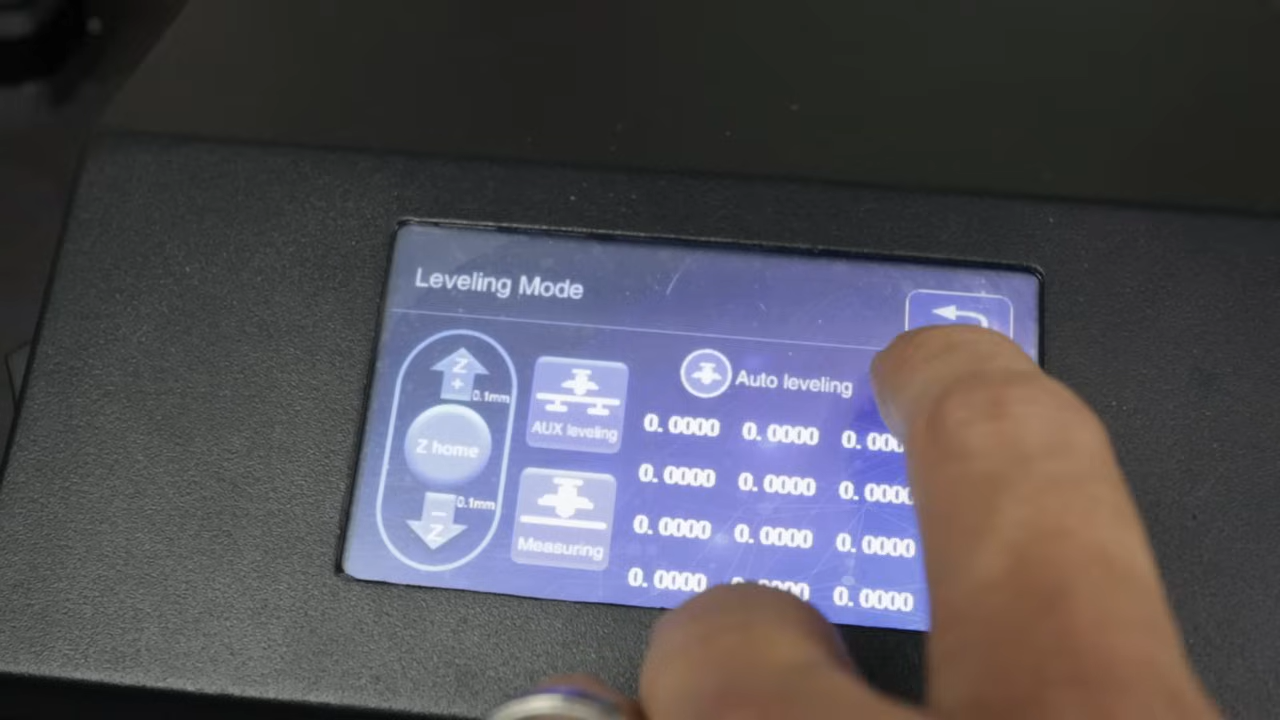 Leveling Mode
Z
+
0.1mm
Z home
0.1mm
−
Z
AUX leveling
Measuring
Auto leveling
0.0000 0.0000
0.0000 0.0000 0.0000
0.0000 0.0000 0.0000
0.0000 0.0000